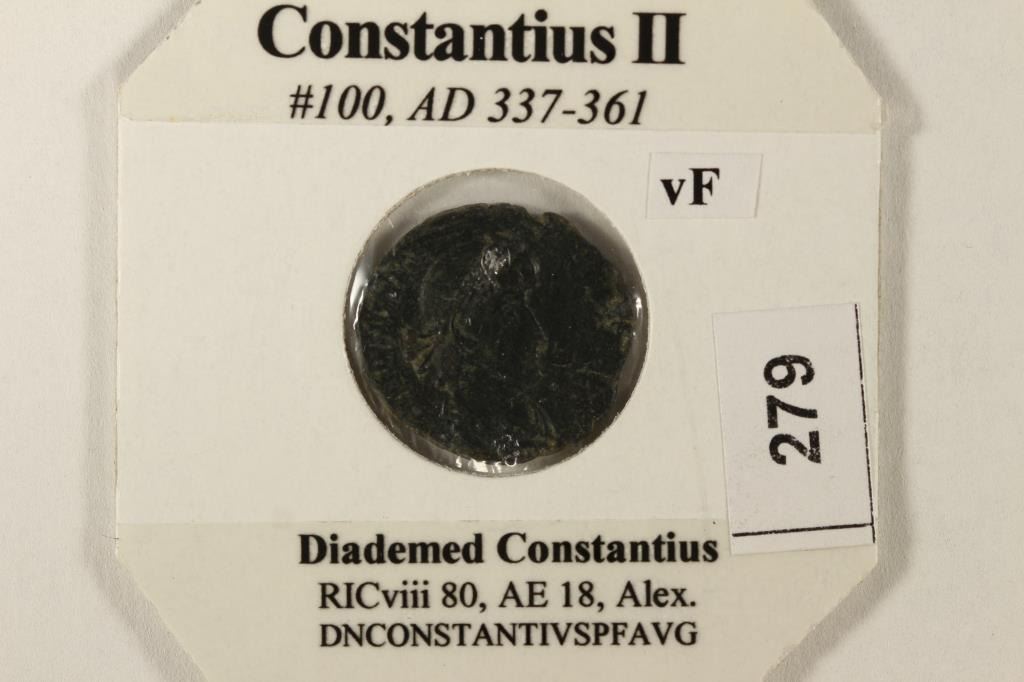 Constantius II
#100, AD 337-361
vF
279
Diademed Constantius
RICviii 80, AE 18, Alex.
DNCONSTANTIVSPFAVG